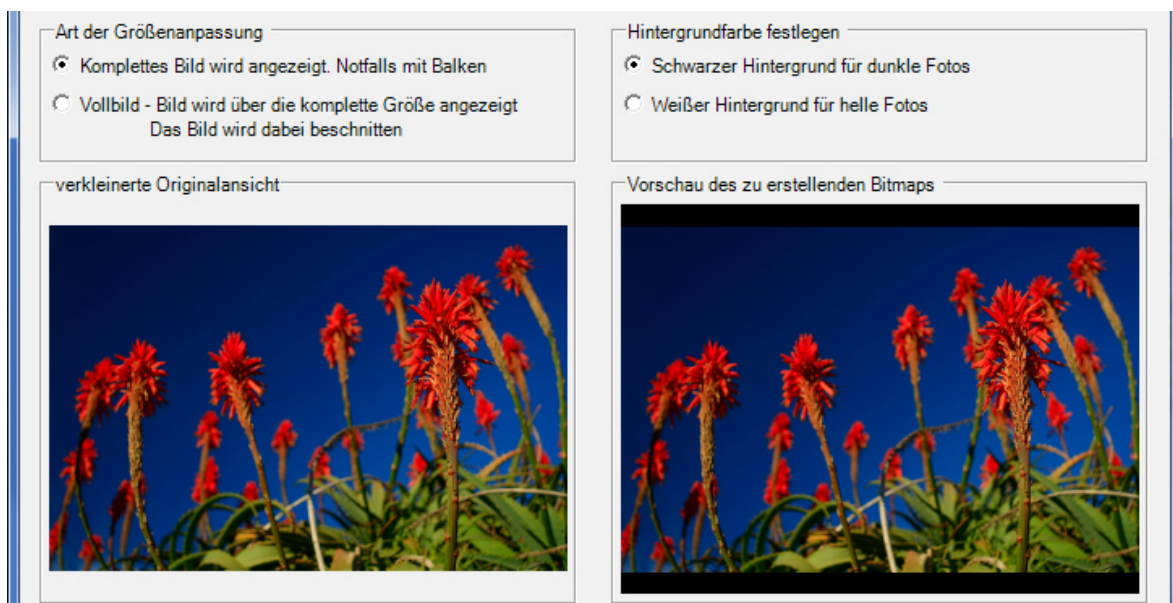 Art der Größenanpassung
Komplettes Bild wird angezeigt. Notfalls mit Balken
Vollbild - Bild wird über die komplette Größe angezeigt
Das Bild wird dabei beschnitten
Hintergrundfarbe festlegen
Schwarzer Hintergrund für dunkle Fotos
Weißer Hintergrund für helle Fotos
verkleinerte Originalansicht
Vorschau des zu erstellenden Bitmaps